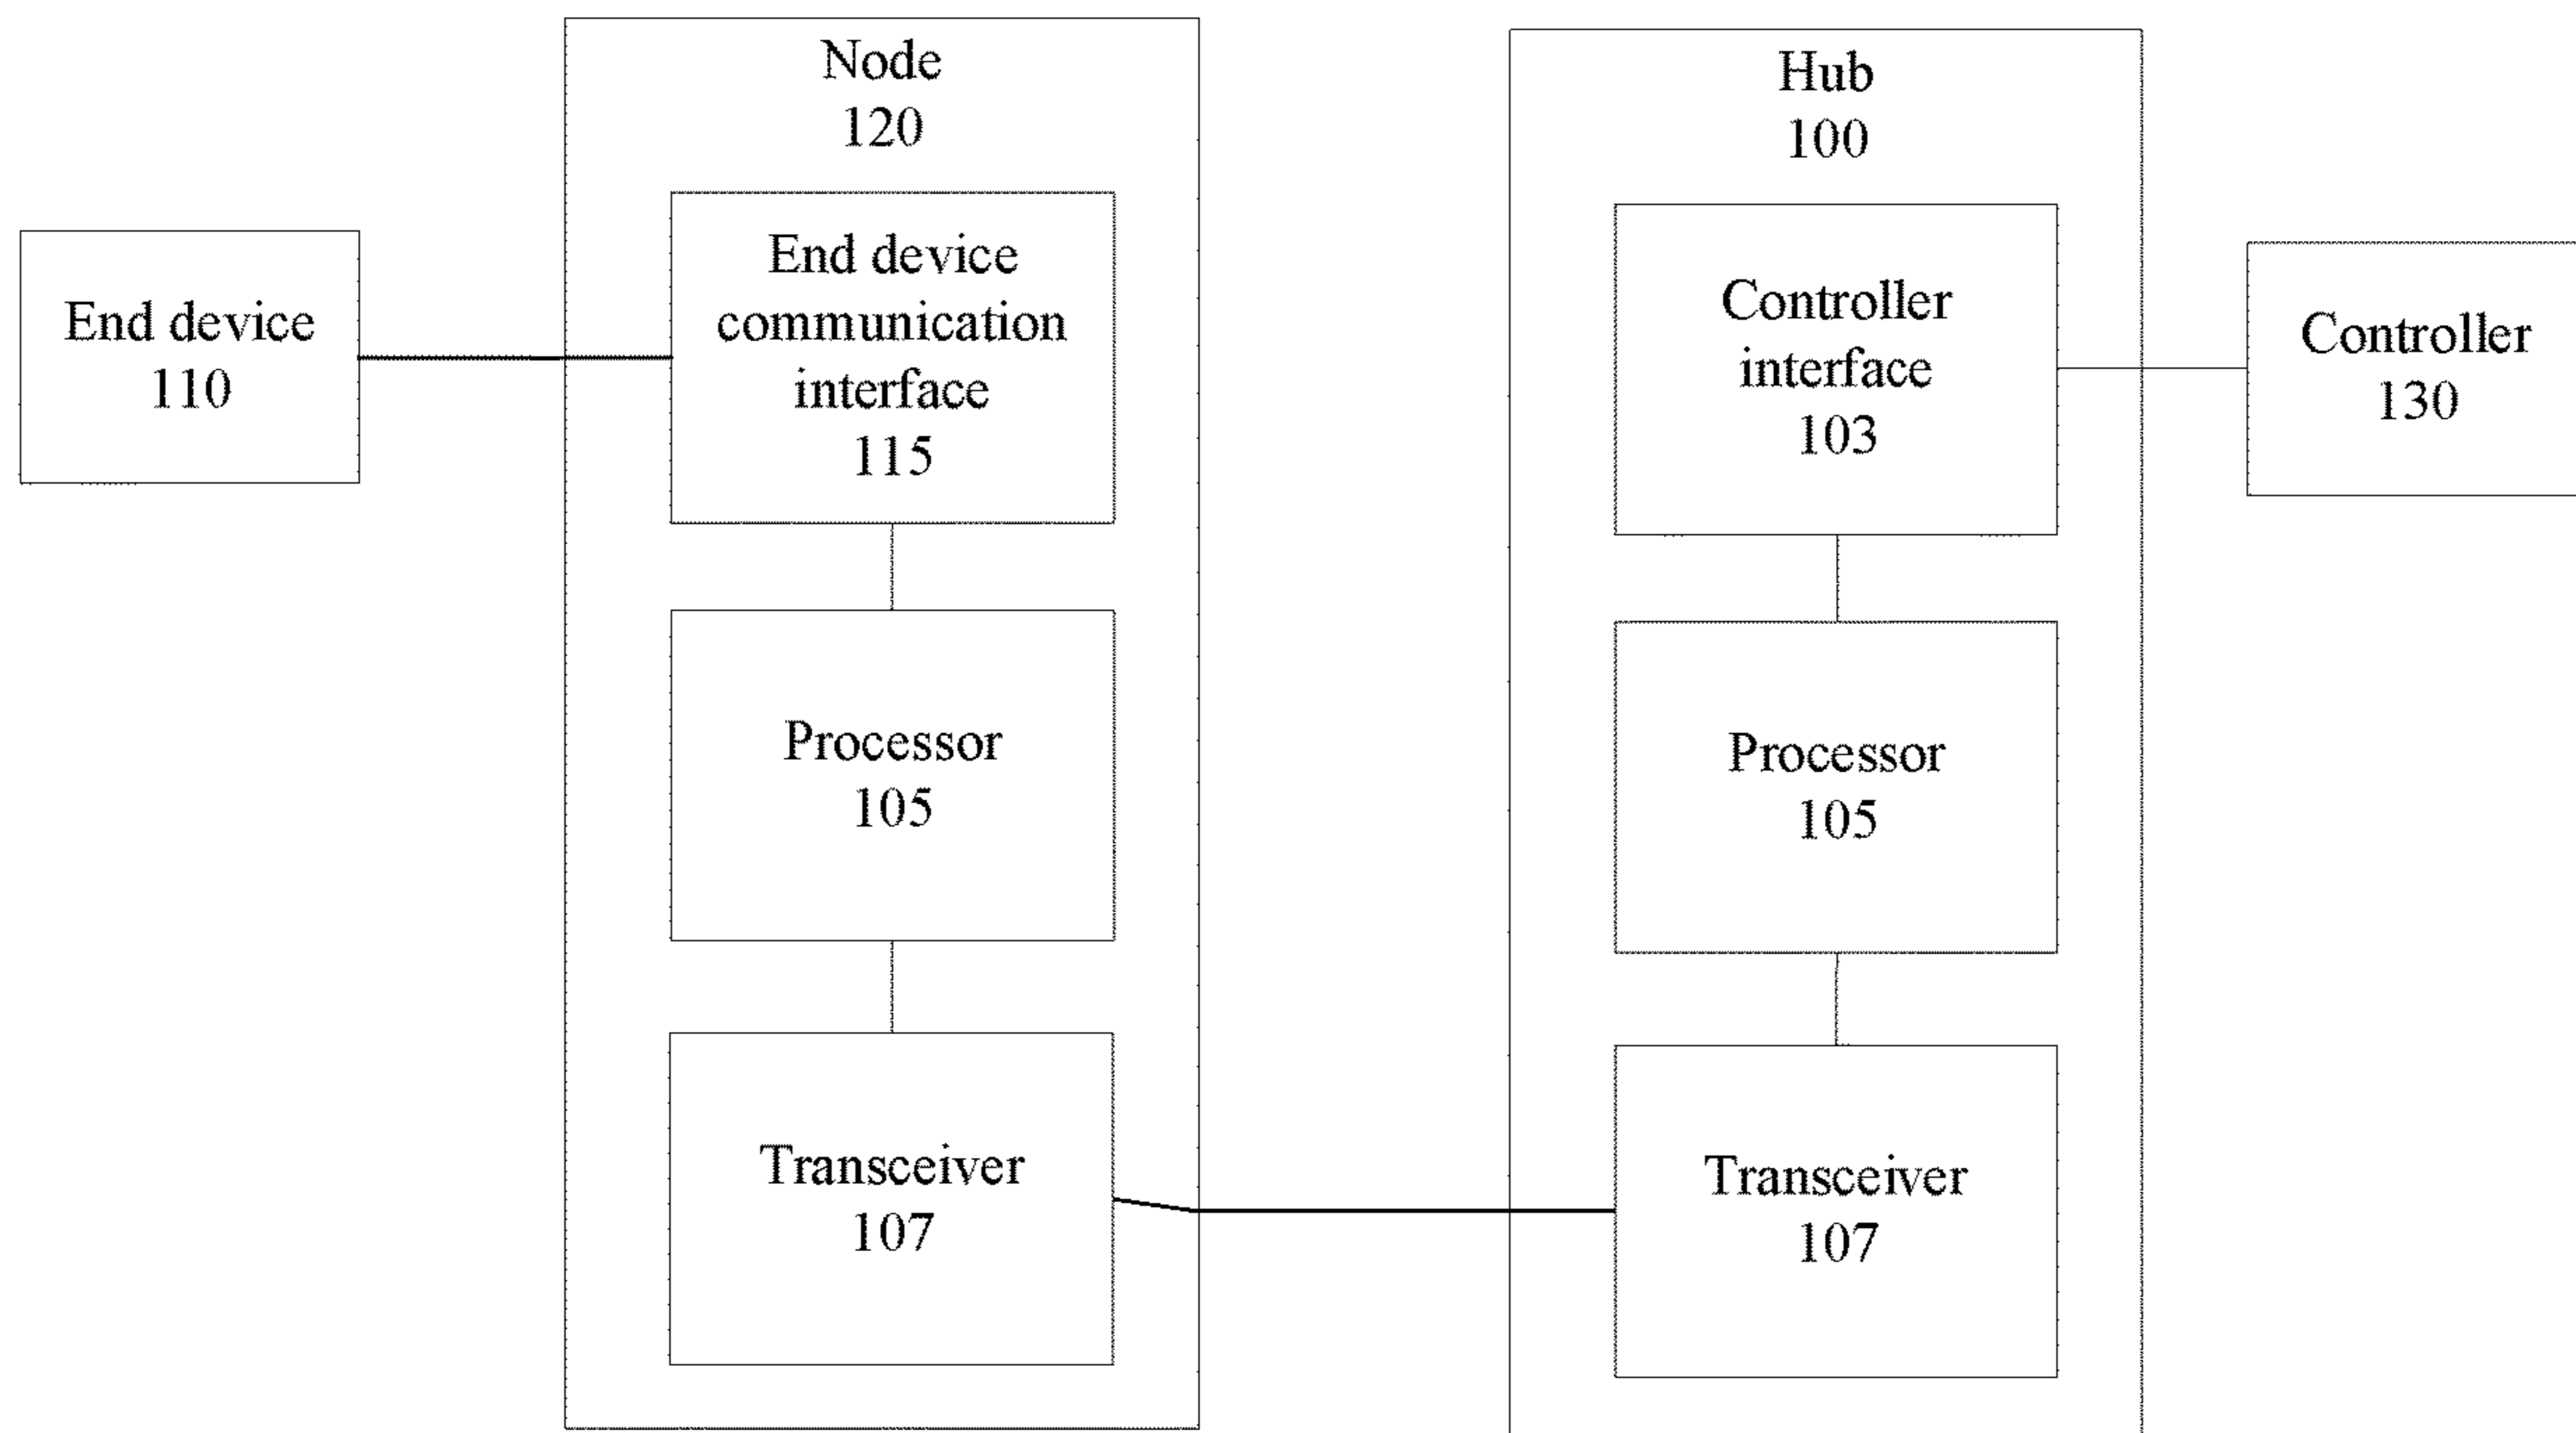 End device
110
Node
120
End device
communication
interface
115
Processor
105
Transceiver
107
Hub
100
Controller
interface
103
Processor
105
Transceiver
107
Controller
130